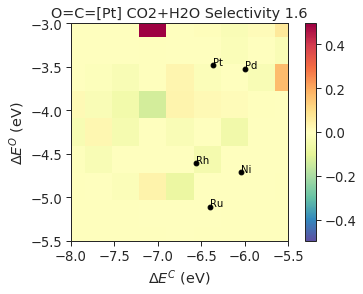 O=C=[Pt] CO2+H2O Selectivity 1.6
−3.0
−3.5
−4.0
−4.5
−5.0
−5.5
ΔE^O (eV)
Pt
Pd
Rh
Ni
Ru
−8.0 −7.5 −7.0 −6.5 −6.0 −5.5
ΔE^C (eV)
0.4
0.2
0.0
−0.2
−0.4